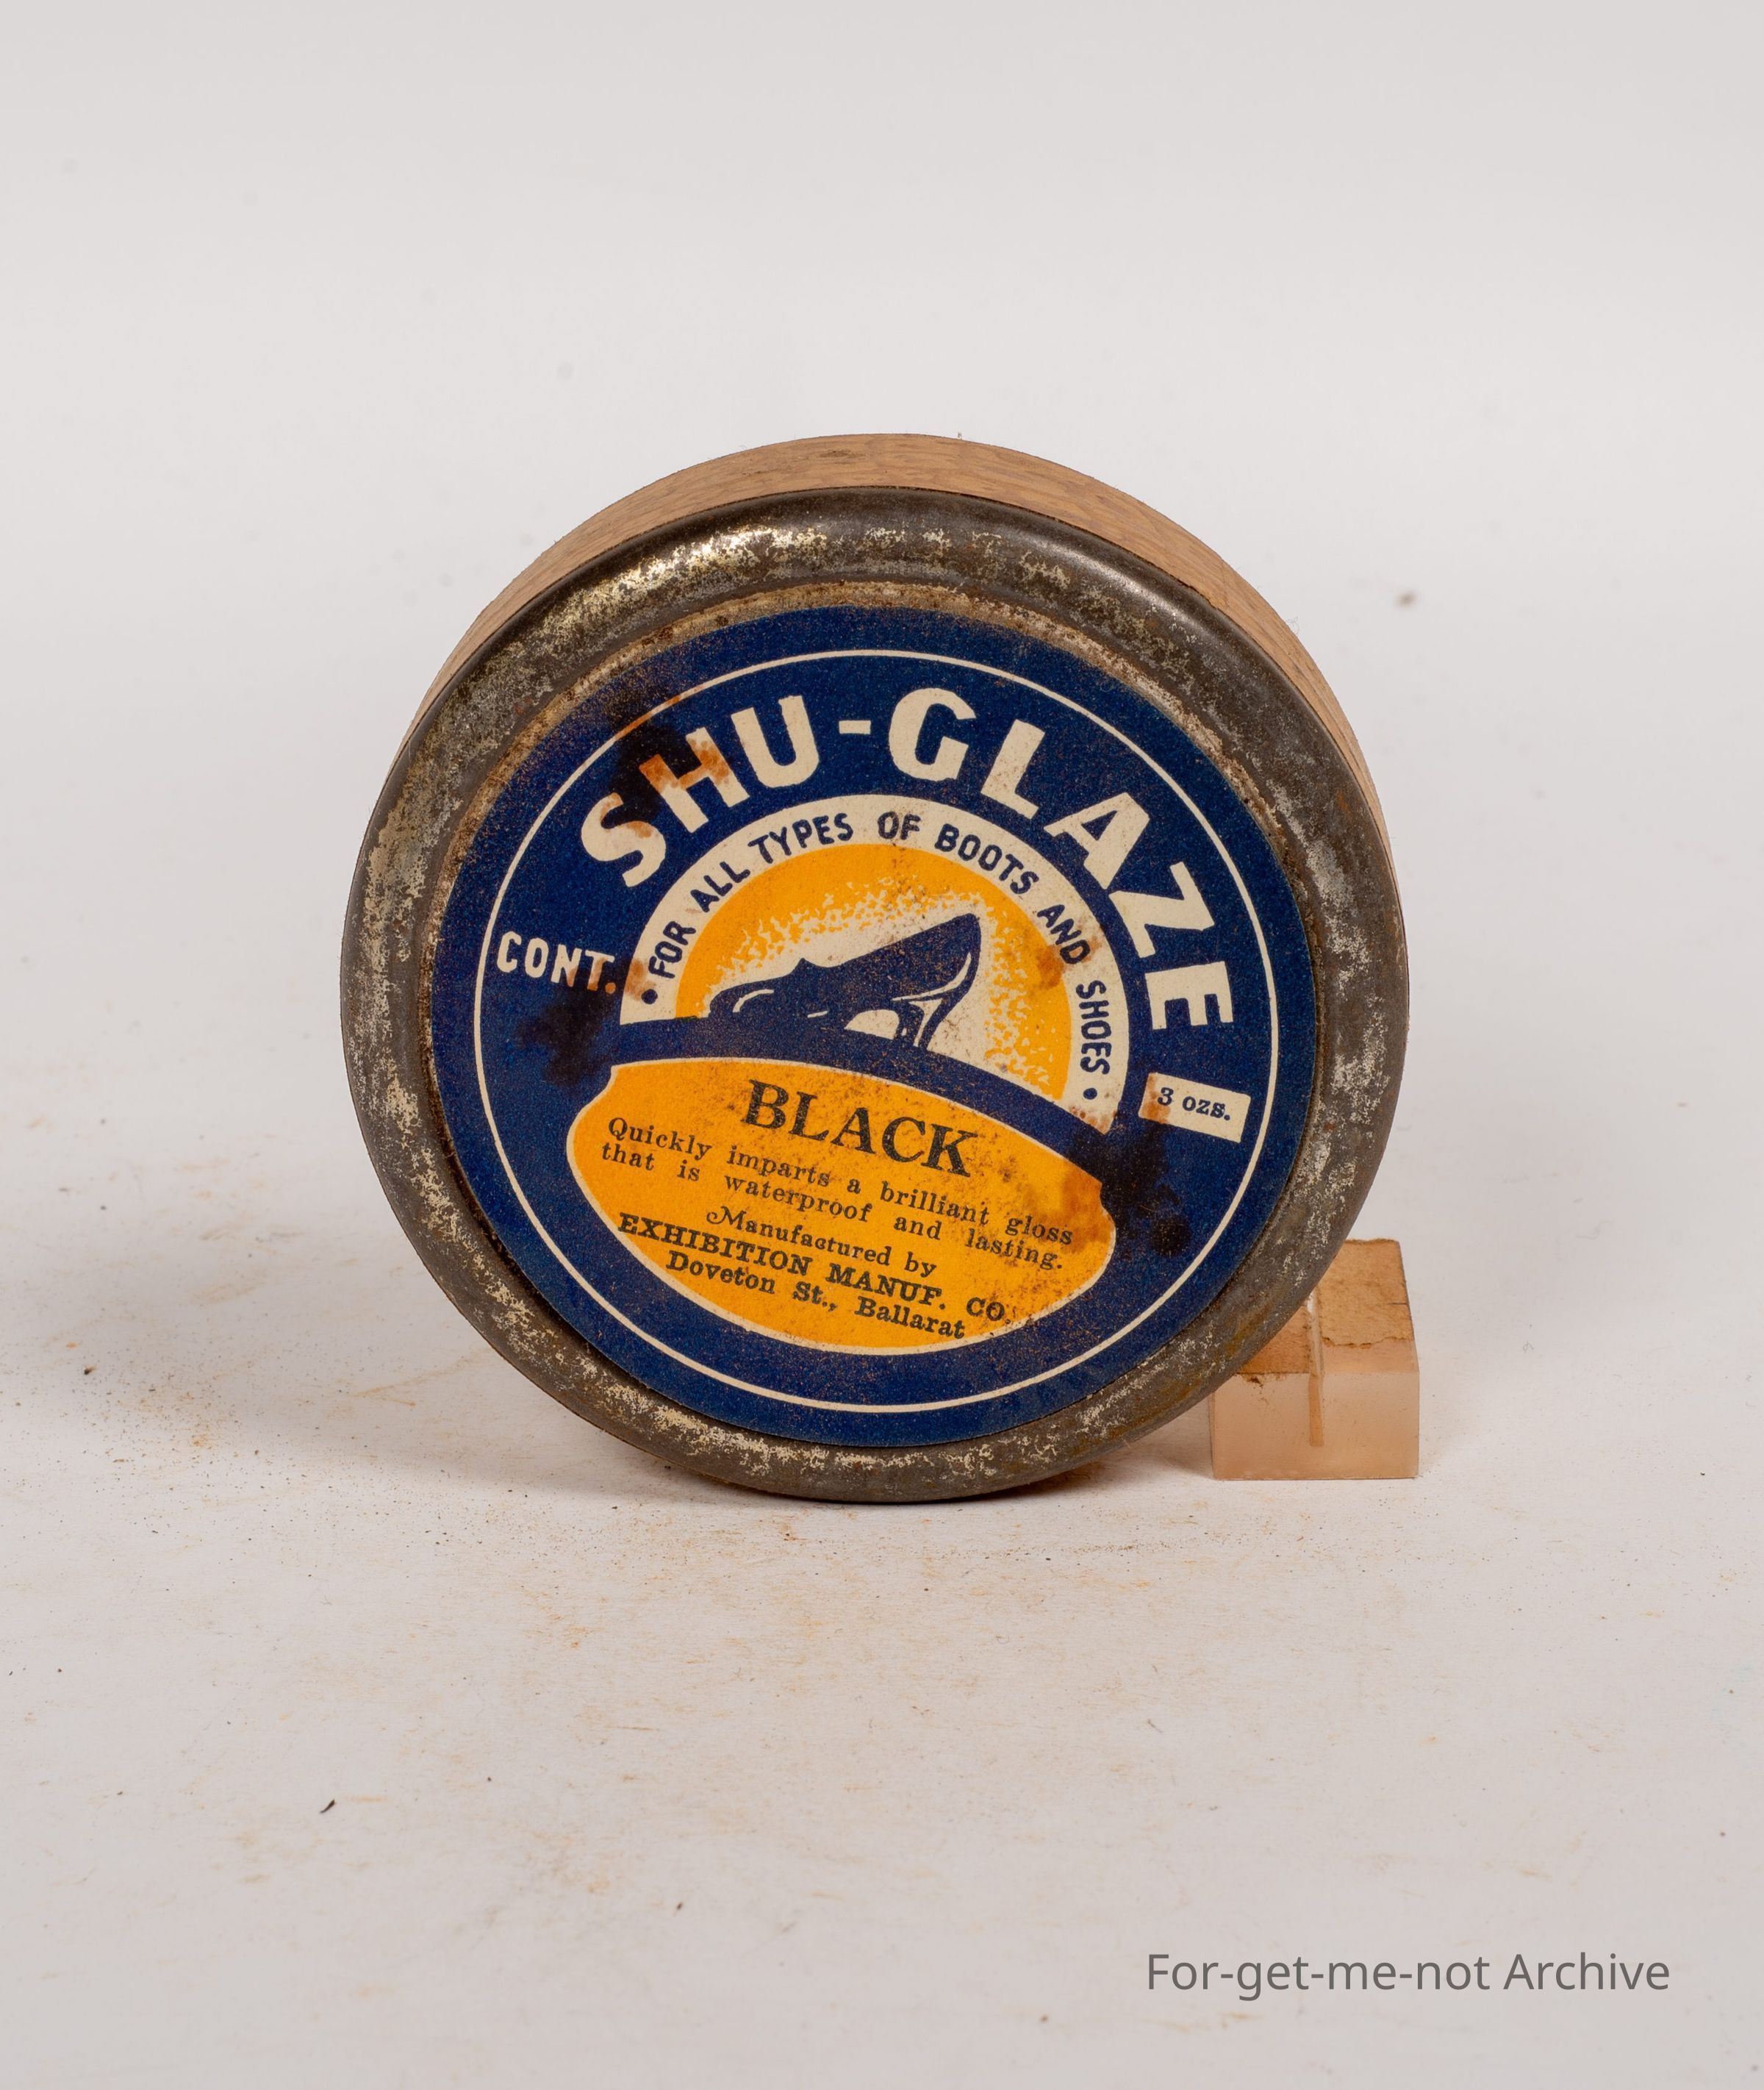 SHU-GLAZE
• FOR ALL TYPES OF BOOTS AND SHOES •
CONT.
3 ozs.
BLACK
Quickly imparts a brilliant gloss
that is waterproof and lasting.
Manufactured by
EXHIBITION MANUF. CO.
Doveton St., Ballarat
For-get-me-not Archive